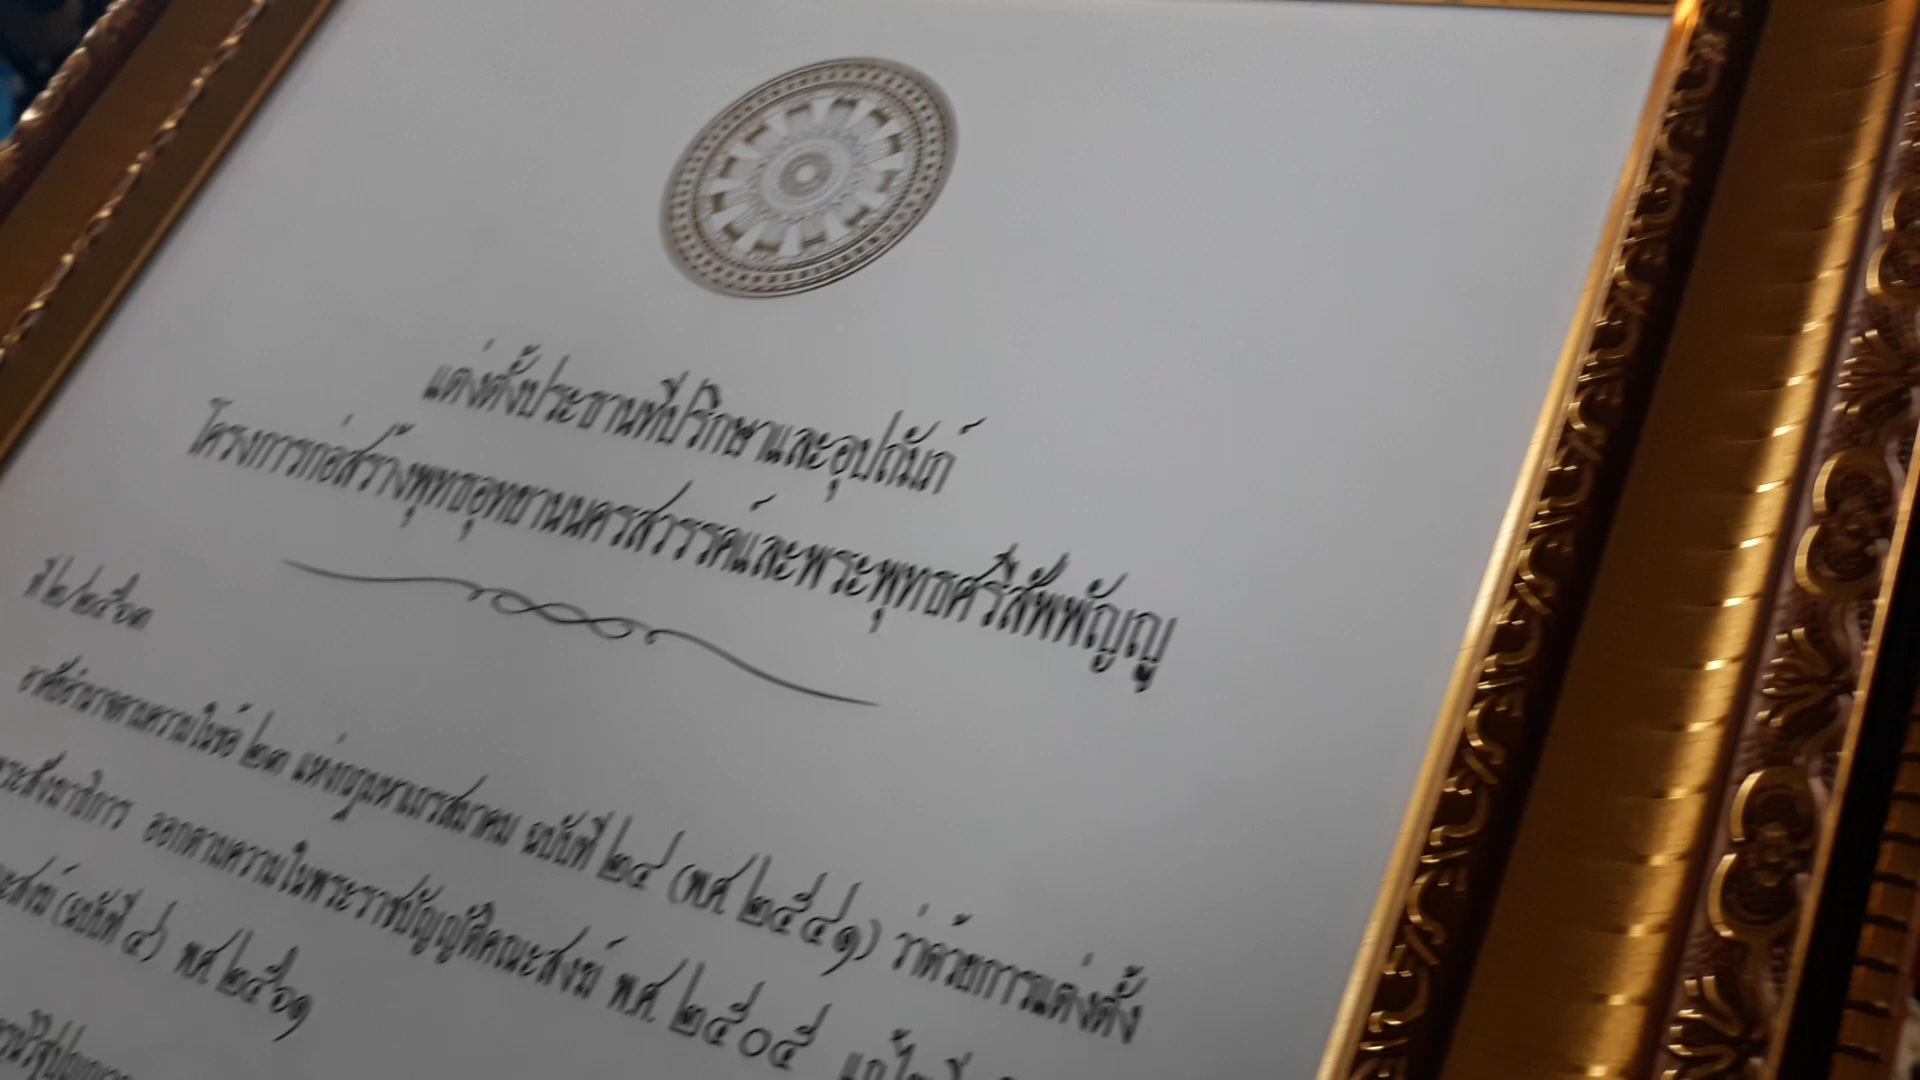 แต่งตั้งประธานที่ปรึกษาและอุปถัมภ์
โครงการก่อสร้างพุทธอุทยานนครสวรรค์และพระพุทธศรีสัพพัญญู
ที่ ๒/๒๕๖๓
อาศัยอำนาจตามความในข้อ ๒๓ แห่งกฎมหาเถรสมาคม ฉบับที่ ๒๔ (พ.ศ. ๒๕๔๑) ว่าด้วยการแต่งตั้ง
พระสังฆาธิการ ออกตามความในพระราชบัญญัติคณะสงฆ์ พ.ศ. ๒๕๐๕
คณะสงฆ์ (ฉบับที่ ๔) พ.ศ. ๒๕๖๑